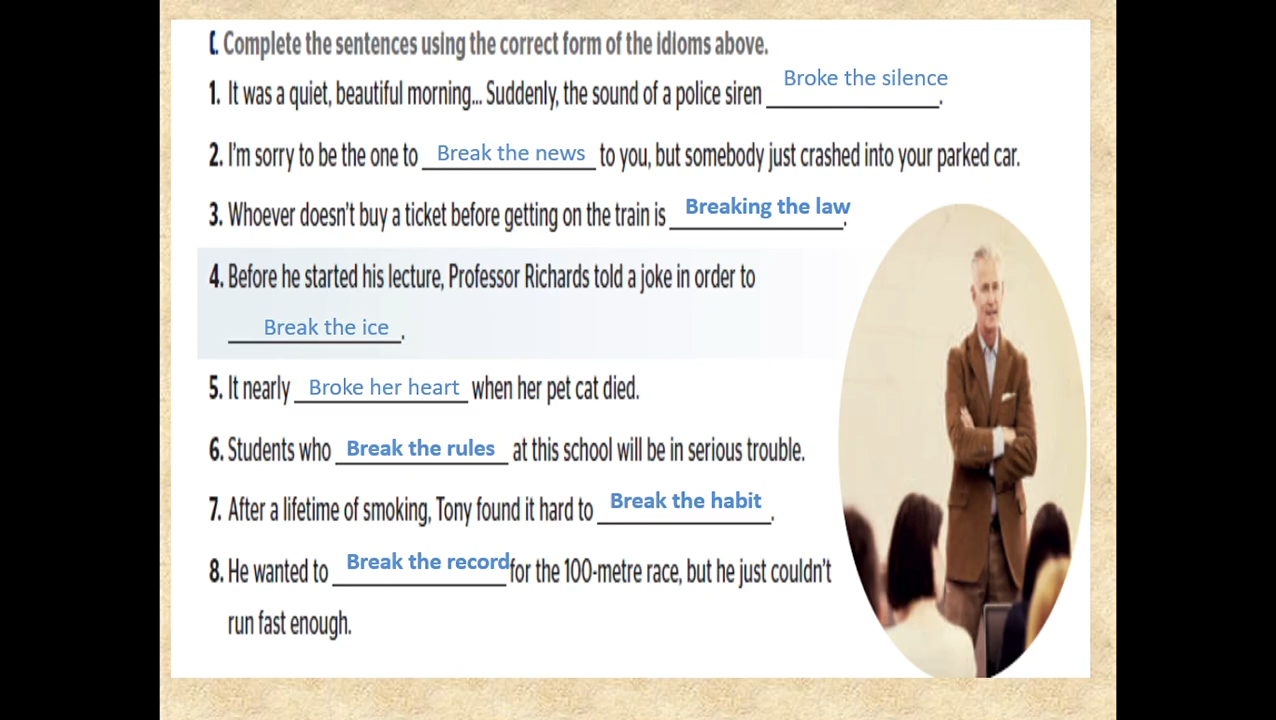 C. Complete the sentences using the correct form of the idioms above.
1. It was a quiet, beautiful morning... Suddenly, the sound of a police siren Broke the silence.
2. I'm sorry to be the one to Break the news to you, but somebody just crashed into your parked car.
3. Whoever doesn't buy a ticket before getting on the train is Breaking the law.
4. Before he started his lecture, Professor Richards told a joke in order to
Break the ice.
5. It nearly Broke her heart when her pet cat died.
6. Students who Break the rules at this school will be in serious trouble.
7. After a lifetime of smoking, Tony found it hard to Break the habit.
8. He wanted to Break the record for the 100-metre race, but he just couldn't
run fast enough.